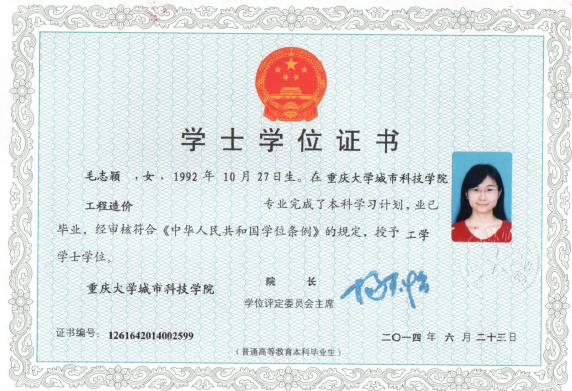 学士学位证书
毛志颖 ,女, 1992 年 10 月 27日生。在 重庆大学城市科技学院
工程造价 专业完成了本科学习计划,业已
毕业,经审核符合《中华人民共和国学位条例》的规定,授予 工学
学士学位。
重庆大学城市科技学院
院 长
学位评定委员会主席
证书编号: 1261642014002599
二〇一四 年 六 月 二十三 日
(普通高等教育本科毕业生)